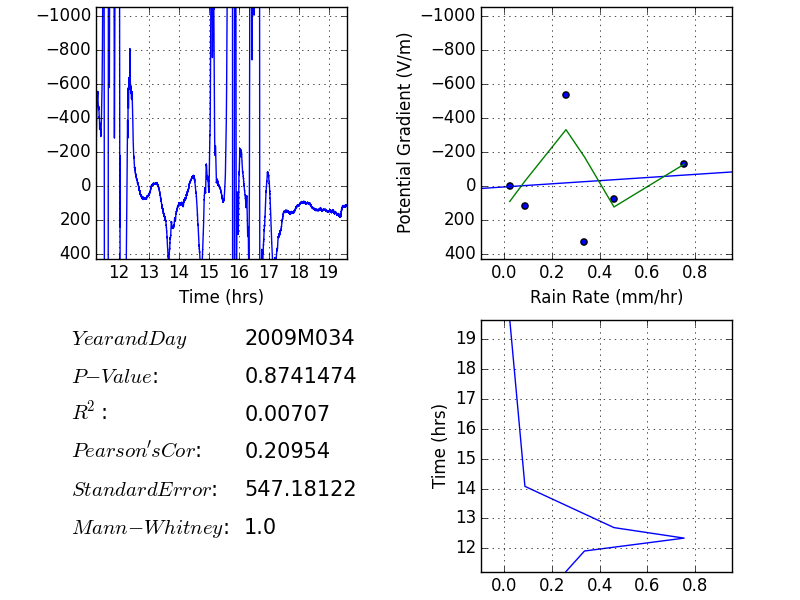 −1000
−800
−600
−400
−200
0
200
400
12 13 14 15 16 17 18 19
Time (hrs)
Potential Gradient (V/m)
−1000
−800
−600
−400
−200
0
200
400
0.0 0.2 0.4 0.6 0.8
Rain Rate (mm/hr)
YearandDay 2009M034
P−Value: 0.8741474
R²: 0.00707
Pearson'sCor: 0.20954
StandardError: 547.18122
Mann−Whitney: 1.0
Time (hrs)
19
18
17
16
15
14
13
12
0.0 0.2 0.4 0.6 0.8